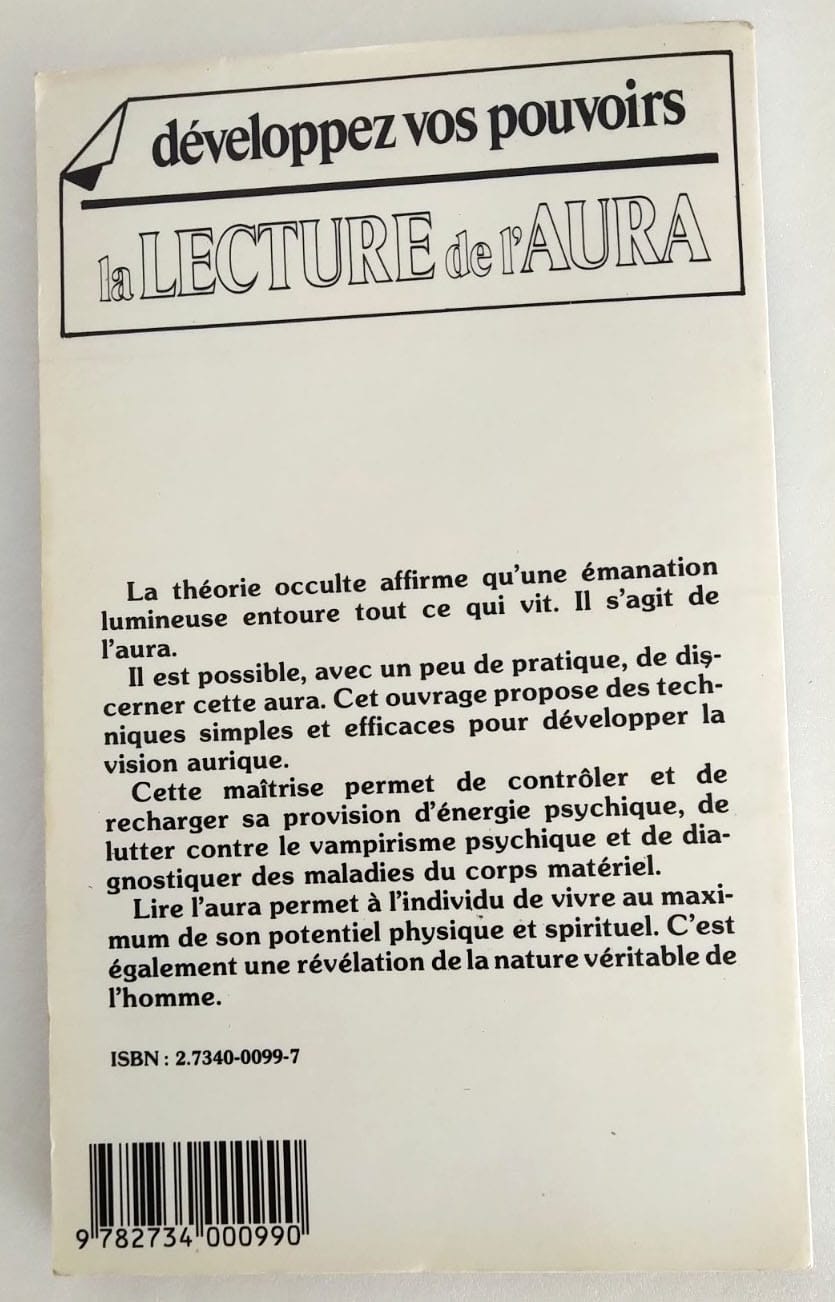 développez vos pouvoirs
la LECTURE de l'AURA
La théorie occulte affirme qu'une émanation
lumineuse entoure tout ce qui vit. Il s'agit de
l'aura.
Il est possible, avec un peu de pratique, de dis-
cerner cette aura. Cet ouvrage propose des tech-
niques simples et efficaces pour développer la
vision aurique.
Cette maîtrise permet de contrôler et de
recharger sa provision d'énergie psychique, de
lutter contre le vampirisme psychique et de dia-
gnostiquer des maladies du corps matériel.
Lire l'aura permet à l'individu de vivre au maxi-
mum de son potentiel physique et spirituel. C'est
également une révélation de la nature véritable de
l'homme.
ISBN : 2.7340-0099-7
9 782734 000990